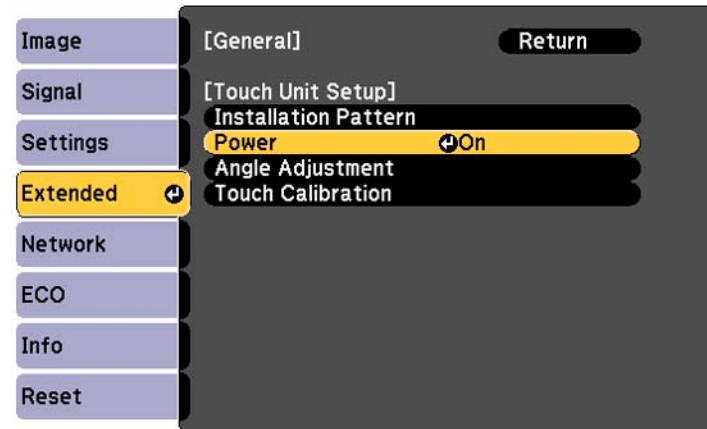 Image
Signal
Settings
Extended
Network
ECO
Info
Reset
[General] Return
[Touch Unit Setup]
Installation Pattern
Power On
Angle Adjustment
Touch Calibration